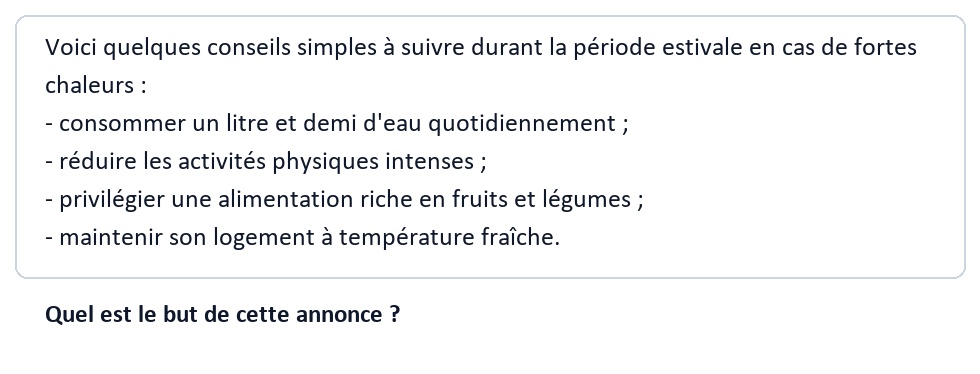 Voici quelques conseils simples à suivre durant la période estivale en cas de fortes
chaleurs :
- consommer un litre et demi d'eau quotidiennement ;
- réduire les activités physiques intenses ;
- privilégier une alimentation riche en fruits et légumes ;
- maintenir son logement à température fraîche.
Quel est le but de cette annonce ?